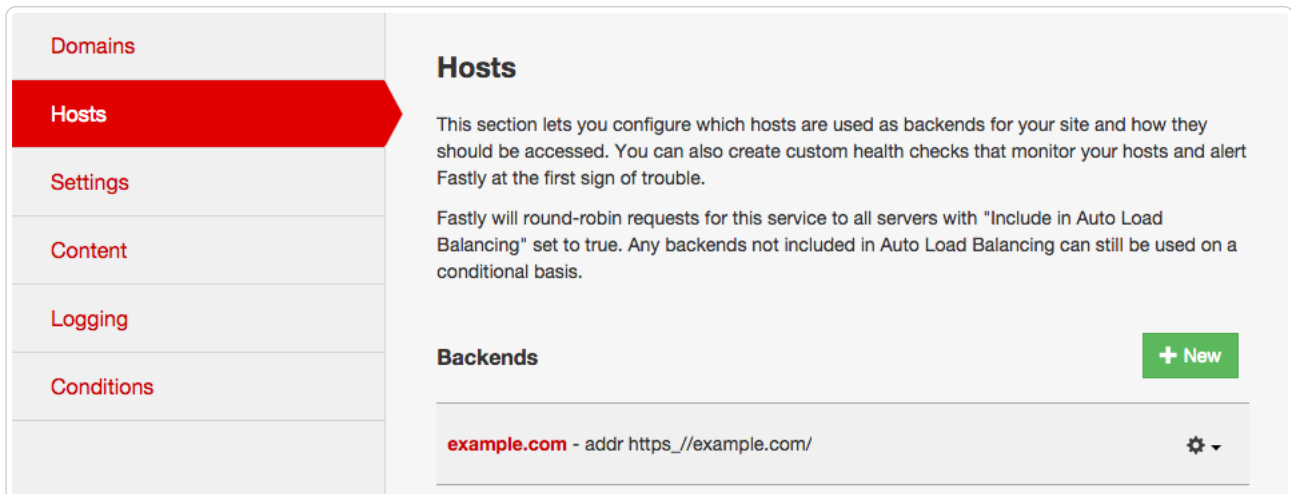 Domains
Hosts
Settings
Content
Logging
Conditions
Hosts
This section lets you configure which hosts are used as backends for your site and how they
should be accessed. You can also create custom health checks that monitor your hosts and alert
Fastly at the first sign of trouble.
Fastly will round-robin requests for this service to all servers with "Include in Auto Load
Balancing" set to true. Any backends not included in Auto Load Balancing can still be used on a
conditional basis.
Backends
+ New
example.com - addr https_//example.com/